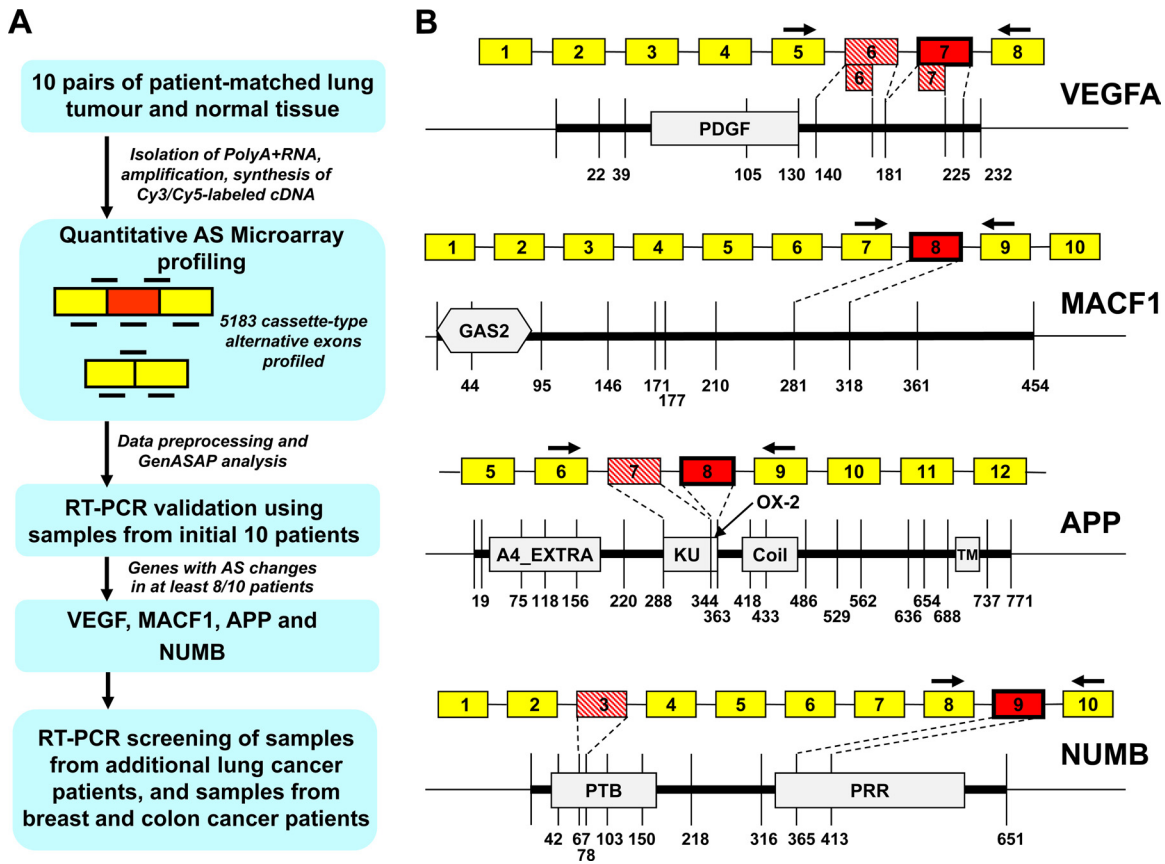 A
10 pairs of patient-matched lung
tumour and normal tissue
Isolation of PolyA+RNA,
amplification, synthesis of
Cy3/Cy5-labeled cDNA
Quantitative AS Microarray
profiling
5183 cassette-type
alternative exons
profiled
Data preprocessing and
GenASAP analysis
RT-PCR validation using
samples from initial 10 patients
Genes with AS changes
in at least 8/10 patients
VEGF, MACF1, APP and
NUMB
RT-PCR screening of samples
from additional lung cancer
patients, and samples from
breast and colon cancer patients
B
1 2 3 4 5 6 7 8
6 7
VEGFA
PDGF
22 39 105 130 140 181 225 232
1 2 3 4 5 6 7 8 9 10
MACF1
GAS2
44 95 146 171 210 281 318 361 454
177
5 6 7 8 9 10 11 12
OX-2
APP
A4_EXTRA KU Coil TM
19 75 118 156 220 288 344 418 486 562 654 737 771
363 433 529 636 688
1 2 3 4 5 6 7 8 9 10
NUMB
PTB PRR
42 67 103 150 218 316 365 413 651
78